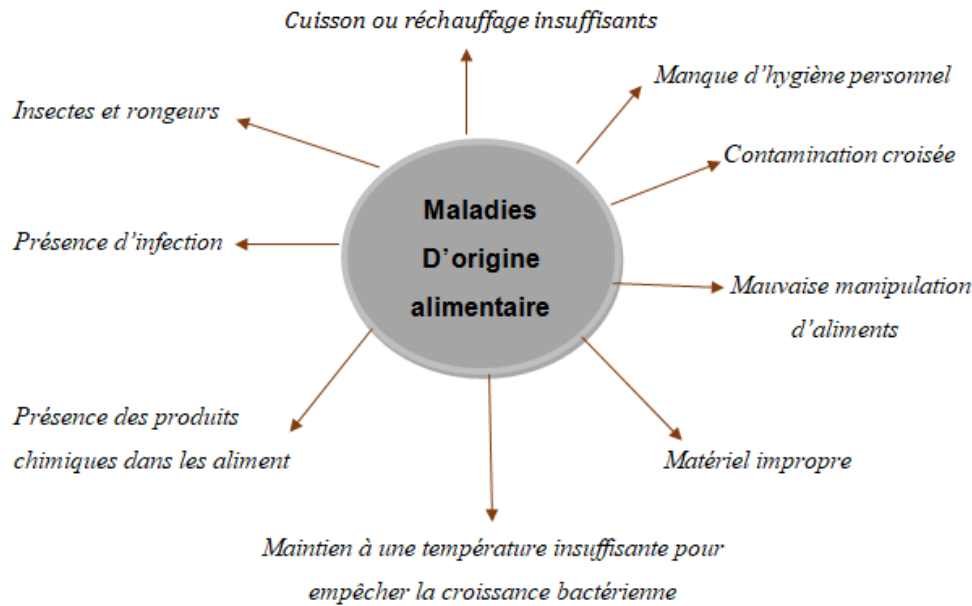 Cuisson ou réchauffage insuffisants
Manque d’hygiène personnel
Insectes et rongeurs
Contamination croisée
Maladies
D’origine
alimentaire
Présence d’infection
Mauvaise manipulation
d’aliments
Présence des produits
chimiques dans les aliment
Matériel impropre
Maintien à une température insuffisante pour
empêcher la croissance bactérienne